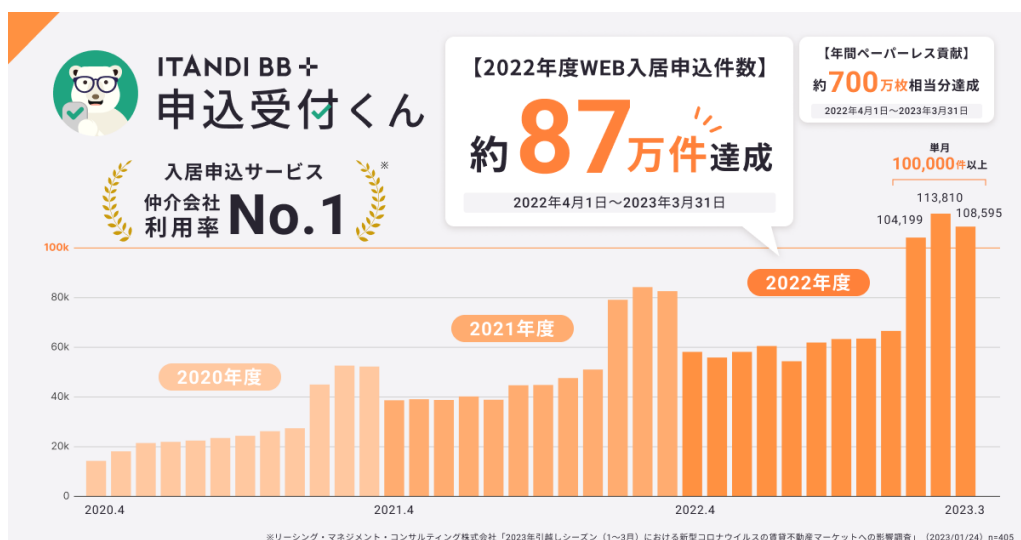 ITANDI BB +
申込受付くん
入居申込サービス
仲介会社
利用率
No.1
※
【2022年度WEB入居申込件数】
約87万件達成
2022年4月1日〜2023年3月31日
【年間ペーパーレス貢献】
約700万枚相当分達成
2022年4月1日〜2023年3月31日
単月
100,000件以上
113,810
104,199
108,595
100k
80k
60k
40k
20k
0
2020年度
2021年度
2022年度
2020.4
2021.4
2022.4
2023.3
※リーシング・マネジメント・コンサルティング株式会社「2023年引越しシーズン（1〜3月）における新型コロナウイルスの賃貸不動産マーケットへの影響調査」（2023/01/24）n=405